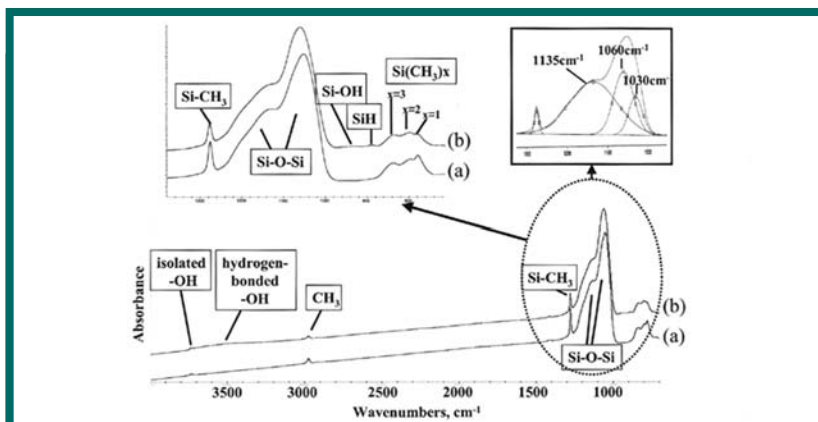 Si-CH3
Si-OH
SiH
Si(CH3)x
x=3
x=2
x=1
Si-O-Si
(b)
(a)
1135cm-1
1060cm-1
1030cm-
Absorbance
isolated
-OH
hydrogen-
bonded
-OH
CH3
Si-CH3
(b)
(a)
Si-O-Si
4000
3500
3000
2500
2000
1500
1000
Wavenumbers, cm-1